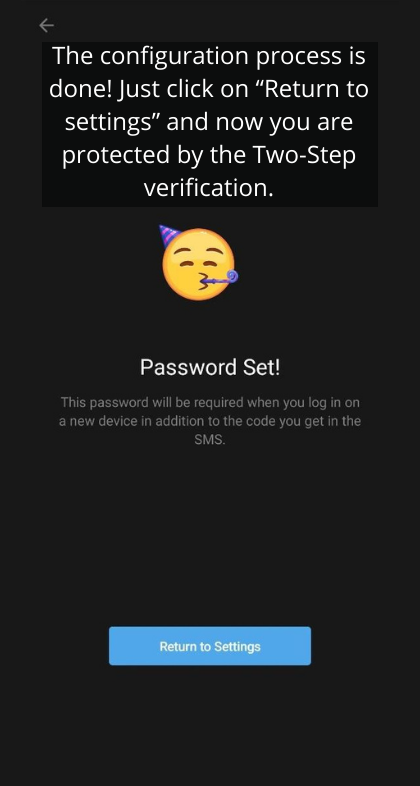 The configuration process is
done! Just click on “Return to
settings” and now you are
protected by the Two-Step
verification.
Password Set!
This password will be required when you log in on
a new device in addition to the code you get in the
SMS.
Return to Settings